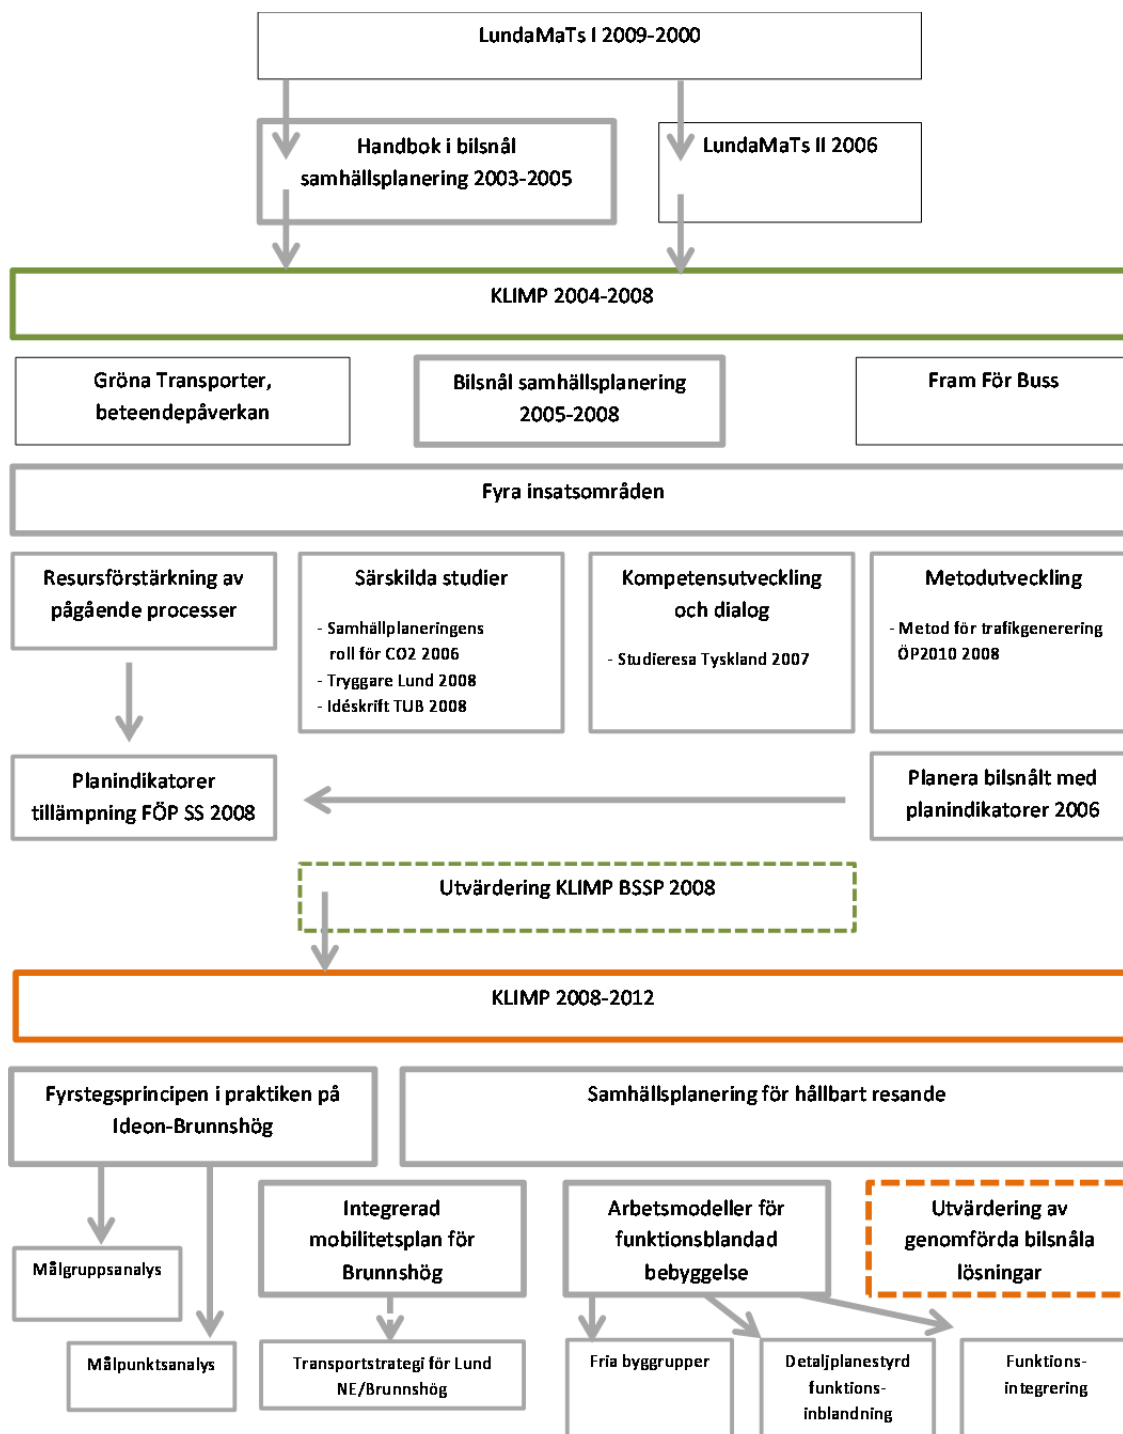 LundaMaTs I 2009-2000
Handbok i bilsnål
samhällsplanering 2003-2005
LundaMaTs II 2006
KLIMP 2004-2008
Gröna Transporter,
beteendepåverkan
Bilsnål samhällsplanering
2005-2008
Fram För Buss
Fyra insatsområden
Resursförstärkning av
pågående processer
Särskilda studier
- Samhällplaneringens
roll för CO2 2006
- Tryggare Lund 2008
- Idéskrift TUB 2008
Kompetensutveckling
och dialog
- Studieresa Tyskland 2007
Metodutveckling
- Metod för trafikgenerering
ÖP2010 2008
Planindikatorer
tillämpning FÖP SS 2008
Planera bilsnålt med
planindikatorer 2006
Utvärdering KLIMP BSSP 2008
KLIMP 2008-2012
Fyrstegsprincipen i praktiken på
Ideon-Brunnshög
Samhällsplanering för hållbart resande
Integrerad
mobilitetsplan för
Brunnshög
Arbetsmodeller för
funktionsblandad
bebyggelse
Utvärdering av
genomförda bilsnåla
lösningar
Målgruppsanalys
Målpunktsanalys
Transportstrategi för Lund
NE/Brunnshög
Fria byggrupper
Detaljplanestyrd
funktions-
inblandning
Funktions-
integrering